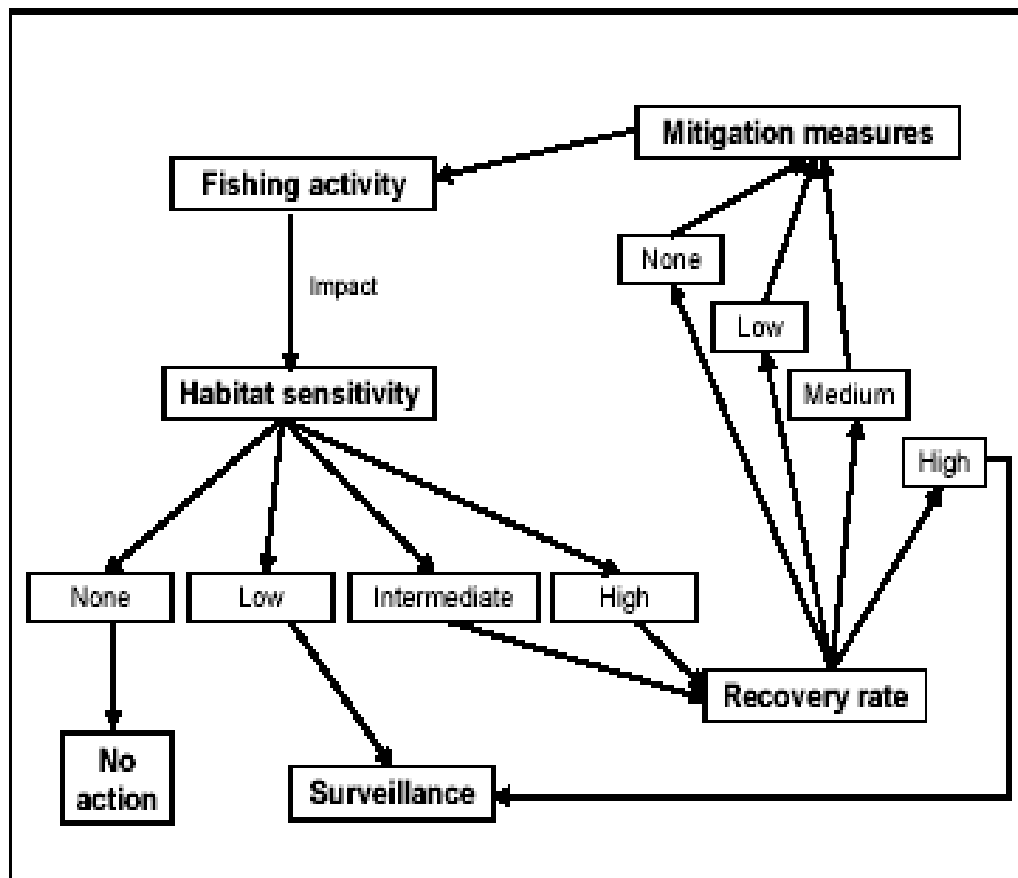 Mitigation measures
Fishing activity
None
Impact
Low
Habitat sensitivity
Medium
High
None
Low
Intermediate
High
Recovery rate
No
action
Surveillance